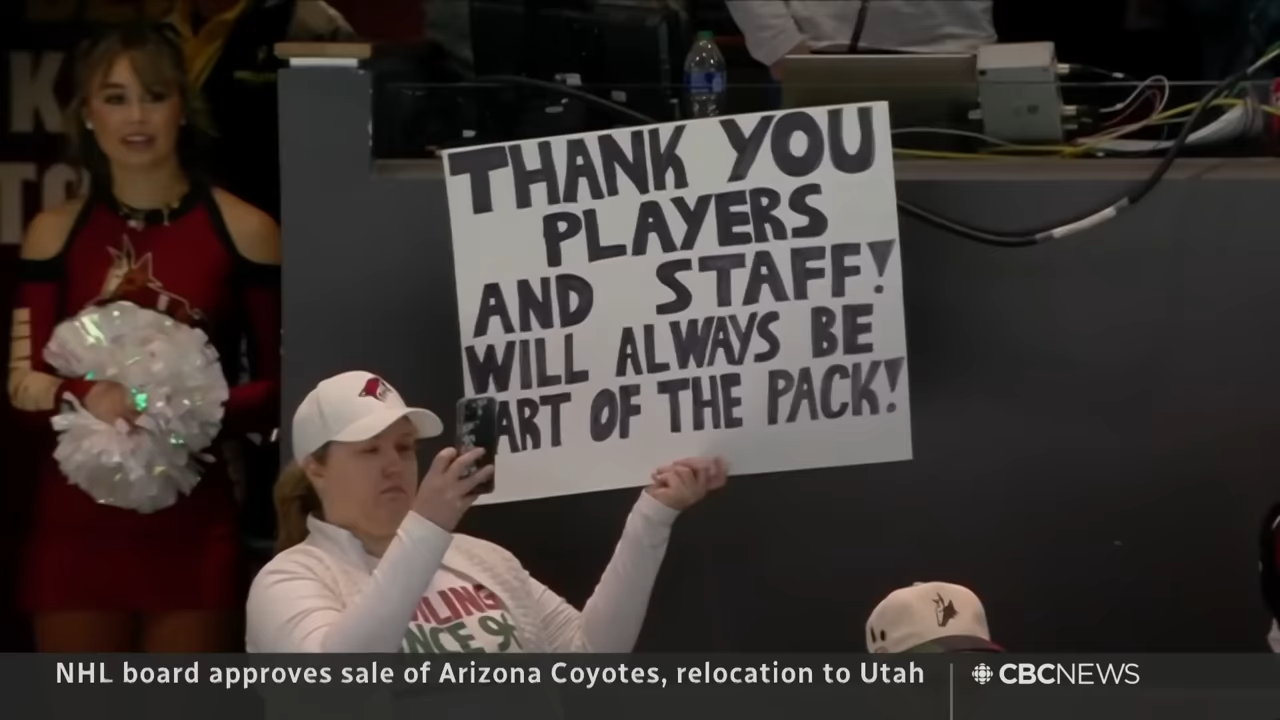 THANK YOU
PLAYERS
AND STAFF!
WILL ALWAYS BE
PART OF THE PACK!
NHL board approves sale of Arizona Coyotes, relocation to Utah
CBCNEWS